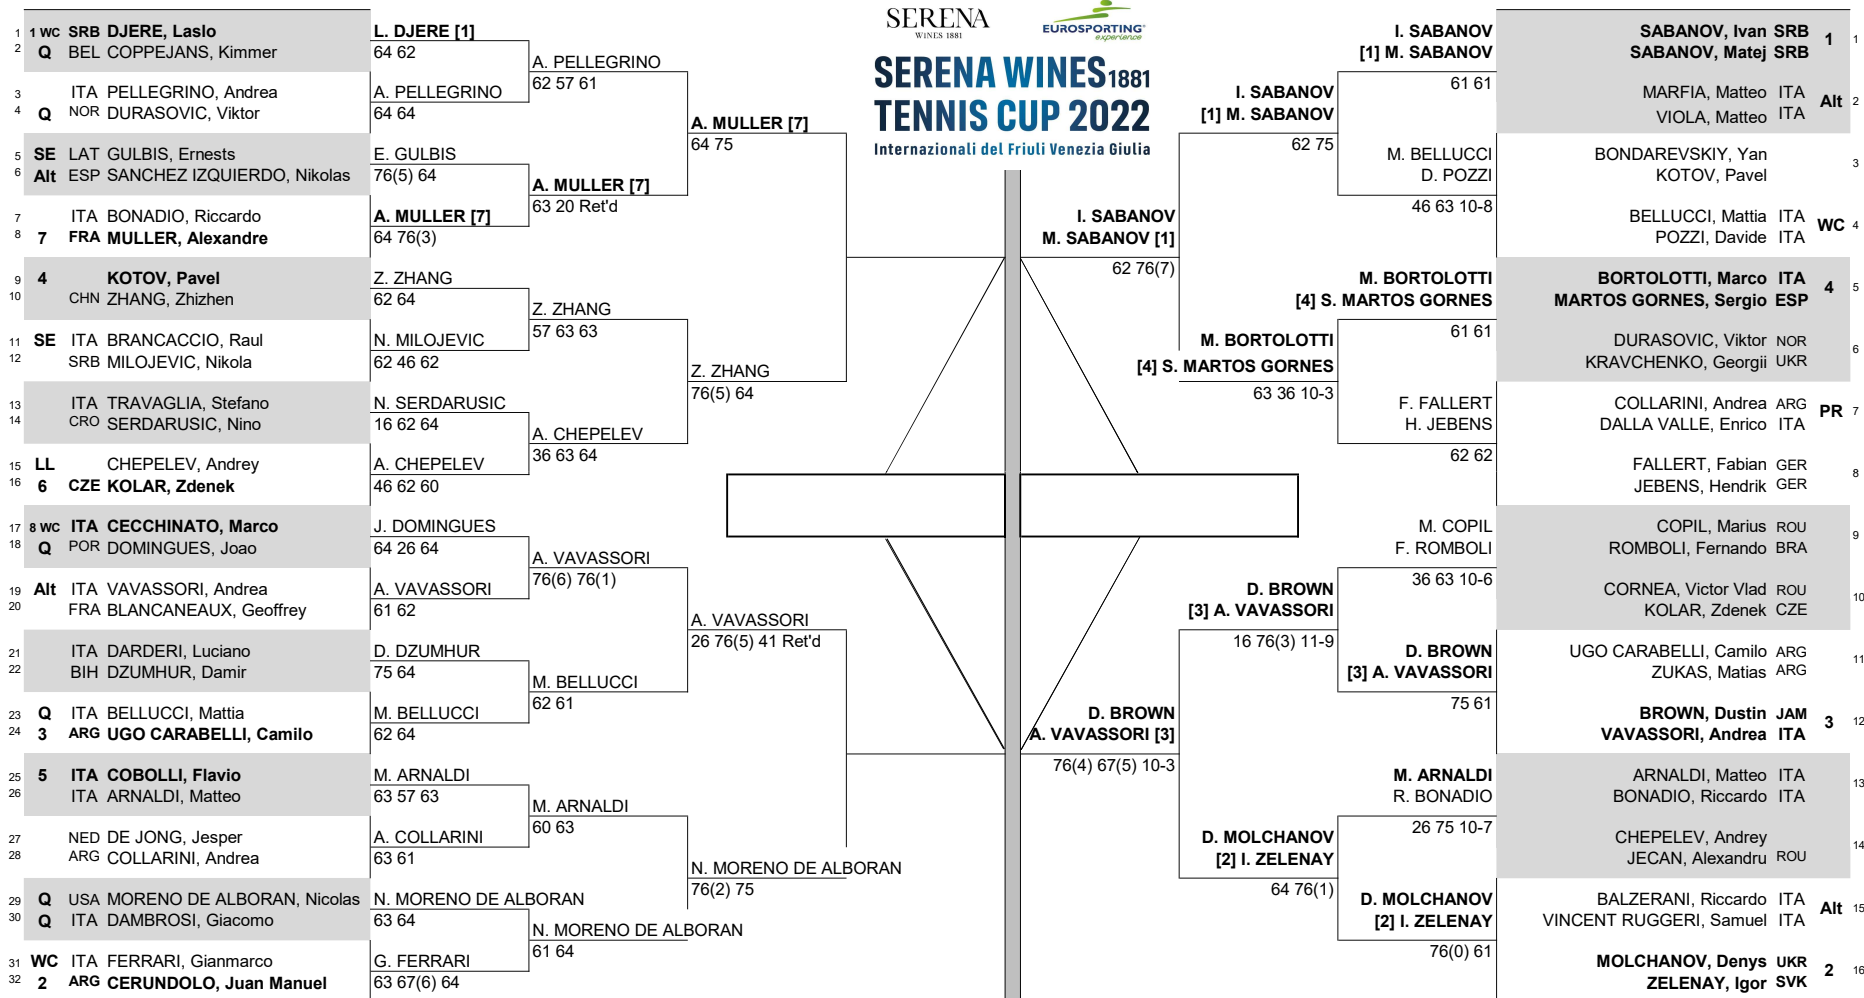 SERENA
WINES 1881
EUROSPORTING
experience
SERENA WINES 1881
TENNIS CUP 2022
Internazionali del Friuli Venezia Giulia
1 1 WC SRB DJERE, Laslo
2 Q BEL COPPEJANS, Kimmer
3 ITA PELLEGRINO, Andrea
4 Q NOR DURASOVIC, Viktor
5 SE LAT GULBIS, Ernests
6 Alt ESP SANCHEZ IZQUIERDO, Nikolas
7 ITA BONADIO, Riccardo
8 7 FRA MULLER, Alexandre
9 4 KOTOV, Pavel
10 CHN ZHANG, Zhizhen
11 SE ITA BRANCACCIO, Raul
12 SRB MILOJEVIC, Nikola
13 ITA TRAVAGLIA, Stefano
14 CRO SERDARUSIC, Nino
15 LL CHEPELEV, Andrey
16 6 CZE KOLAR, Zdenek
17 8 WC ITA CECCHINATO, Marco
18 Q POR DOMINGUES, Joao
19 Alt ITA VAVASSORI, Andrea
20 FRA BLANCANEAUX, Geoffrey
21 ITA DARDERI, Luciano
22 BIH DZUMHUR, Damir
23 Q ITA BELLUCCI, Mattia
24 3 ARG UGO CARABELLI, Camilo
25 5 ITA COBOLLI, Flavio
26 ITA ARNALDI, Matteo
27 NED DE JONG, Jesper
28 ARG COLLARINI, Andrea
29 Q USA MORENO DE ALBORAN, Nicolas
30 Q ITA DAMBROSI, Giacomo
31 WC ITA FERRARI, Gianmarco
32 2 ARG CERUNDOLO, Juan Manuel
L. DJERE [1]
64 62
A. PELLEGRINO
64 64
E. GULBIS
76(5) 64
A. MULLER [7]
64 76(3)
Z. ZHANG
62 64
N. MILOJEVIC
62 46 62
N. SERDARUSIC
16 62 64
A. CHEPELEV
46 62 60
J. DOMINGUES
64 26 64
A. VAVASSORI
61 62
D. DZUMHUR
75 64
M. BELLUCCI
62 64
M. ARNALDI
63 57 63
A. COLLARINI
63 61
N. MORENO DE ALBORAN
63 64
G. FERRARI
63 67(6) 64
A. PELLEGRINO
62 57 61
A. MULLER [7]
63 20 Ret'd
Z. ZHANG
57 63 63
A. CHEPELEV
36 63 64
A. VAVASSORI
76(6) 76(1)
M. BELLUCCI
62 61
M. ARNALDI
60 63
N. MORENO DE ALBORAN
61 64
A. MULLER [7]
64 75
Z. ZHANG
76(5) 64
A. VAVASSORI
26 76(5) 41 Ret'd
N. MORENO DE ALBORAN
76(2) 75
I. SABANOV
M. SABANOV [1]
62 76(7)
D. BROWN
A. VAVASSORI [3]
76(4) 67(5) 10-3
I. SABANOV
[1] M. SABANOV
62 75
M. BORTOLOTTI
[4] S. MARTOS GORNES
63 36 10-3
D. BROWN
[3] A. VAVASSORI
16 76(3) 11-9
D. MOLCHANOV
[2] I. ZELENAY
64 76(1)
I. SABANOV
[1] M. SABANOV
61 61
M. BELLUCCI
D. POZZI
46 63 10-8
M. BORTOLOTTI
[4] S. MARTOS GORNES
61 61
F. FALLERT
H. JEBENS
62 62
M. COPIL
F. ROMBOLI
36 63 10-6
D. BROWN
[3] A. VAVASSORI
75 61
M. ARNALDI
R. BONADIO
26 75 10-7
D. MOLCHANOV
[2] I. ZELENAY
76(0) 61
SABANOV, Ivan SRB 1 1
SABANOV, Matej SRB
MARFIA, Matteo ITA Alt 2
VIOLA, Matteo ITA
BONDAREVSKIY, Yan 3
KOTOV, Pavel
BELLUCCI, Mattia ITA WC 4
POZZI, Davide ITA
BORTOLOTTI, Marco ITA 4 5
MARTOS GORNES, Sergio ESP
DURASOVIC, Viktor NOR 6
KRAVCHENKO, Georgii UKR
COLLARINI, Andrea ARG PR 7
DALLA VALLE, Enrico ITA
FALLERT, Fabian GER 8
JEBENS, Hendrik GER
COPIL, Marius ROU 9
ROMBOLI, Fernando BRA
CORNEA, Victor Vlad ROU 10
KOLAR, Zdenek CZE
UGO CARABELLI, Camilo ARG 11
ZUKAS, Matias ARG
BROWN, Dustin JAM 3 12
VAVASSORI, Andrea ITA
ARNALDI, Matteo ITA 13
BONADIO, Riccardo ITA
CHEPELEV, Andrey 14
JECAN, Alexandru ROU
BALZERANI, Riccardo ITA Alt 15
VINCENT RUGGERI, Samuel ITA
MOLCHANOV, Denys UKR 2 16
ZELENAY, Igor SVK